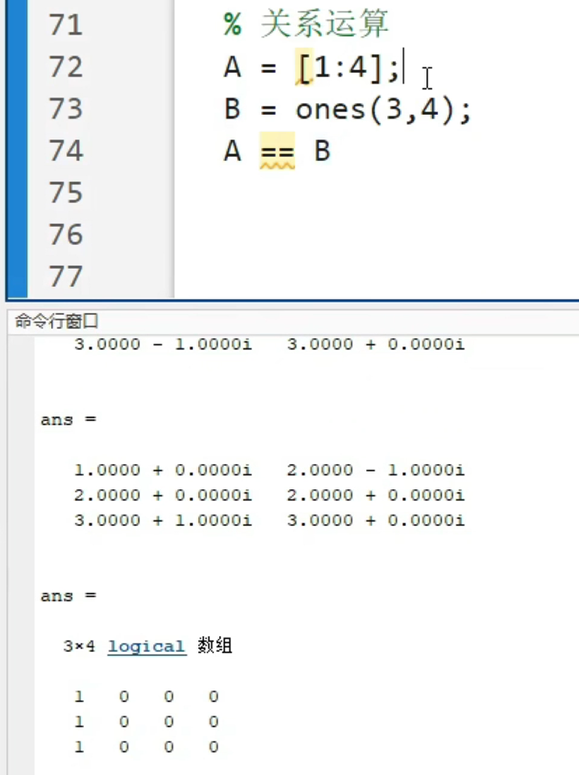 71 % 关系运算
72 A = [1:4];
73 B = ones(3,4);
74 A == B
75
76
77
命令行窗口
3.0000 - 1.0000i 3.0000 + 0.0000i
ans =
1.0000 + 0.0000i 2.0000 - 1.0000i
2.0000 + 0.0000i 2.0000 + 0.0000i
3.0000 + 1.0000i 3.0000 + 0.0000i
ans =
3×4 logical 数组
1 0 0 0
1 0 0 0
1 0 0 0